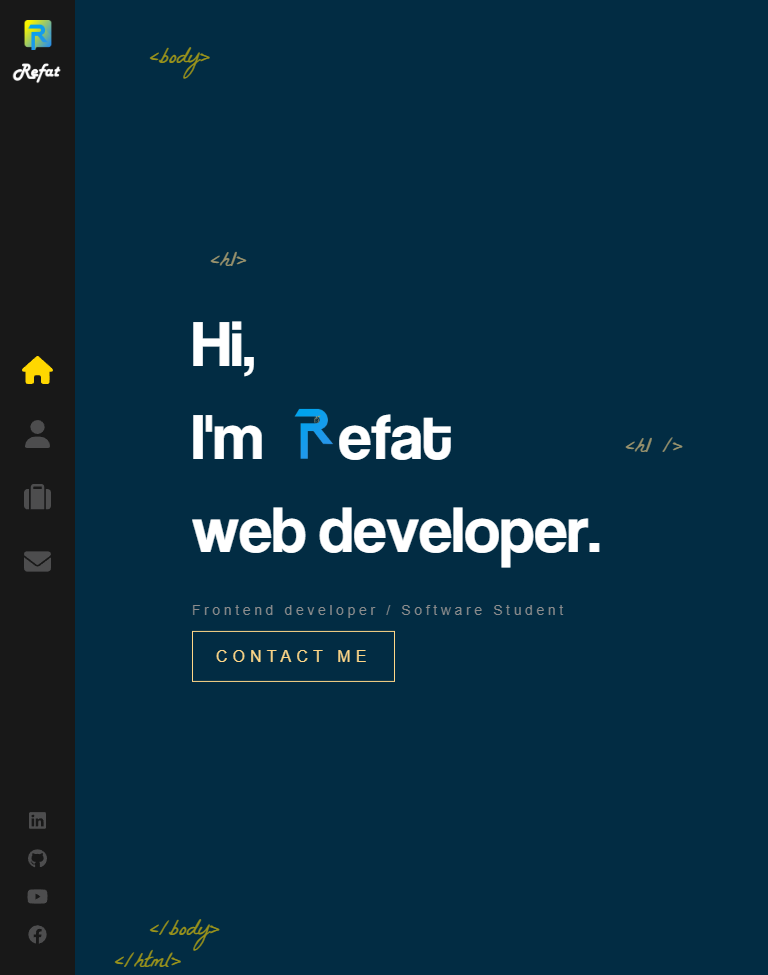 Refat
<body>
<h1>
Hi,
I'm Refat
<h1 />
web developer.
Frontend developer / Software Student
CONTACT ME
</body>
</html>